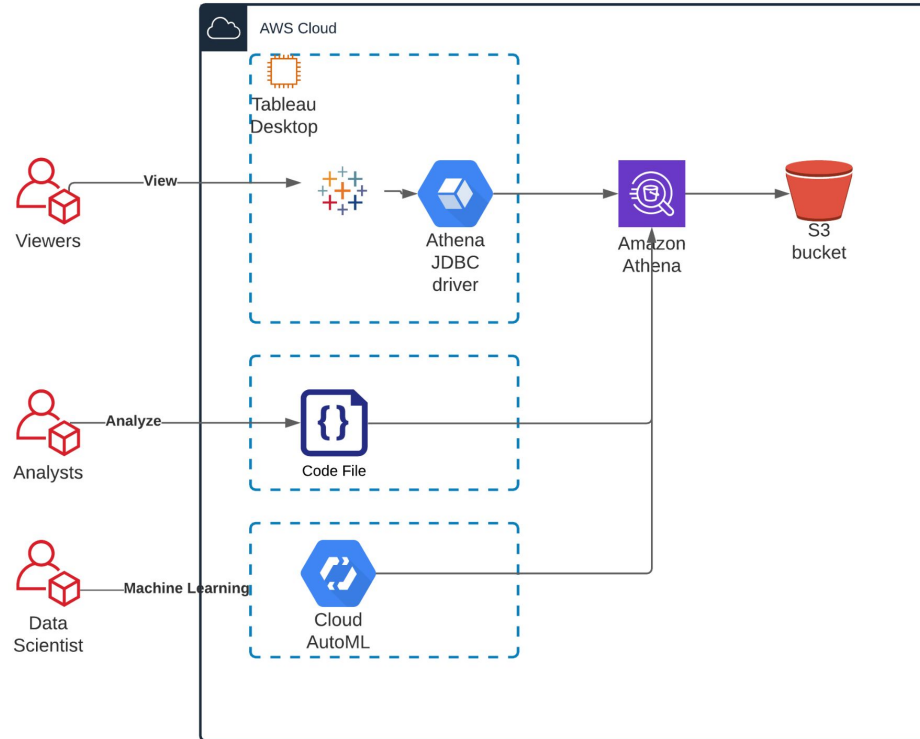 AWS Cloud
Tableau
Desktop
View
Viewers
Athena
JDBC
driver
Amazon
Athena
S3
bucket
Analyze
Analysts
{}
Code File
Machine Learning
Data
Scientist
Cloud
AutoML